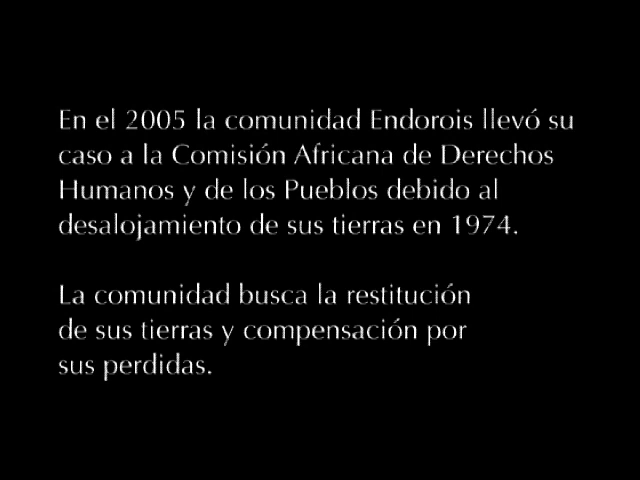 En el 2005 la comunidad Endorois llevó su
caso a la Comisión Africana de Derechos
Humanos y de los Pueblos debido al
desalojamiento de sus tierras en 1974.
La comunidad busca la restitución
de sus tierras y compensación por
sus perdidas.